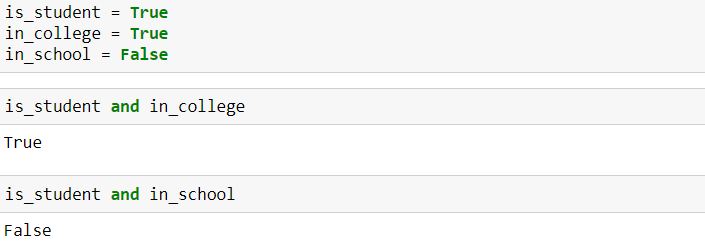 is_student = True
in_college = True
in_school = False
is_student and in_college
True
is_student and in_school
False